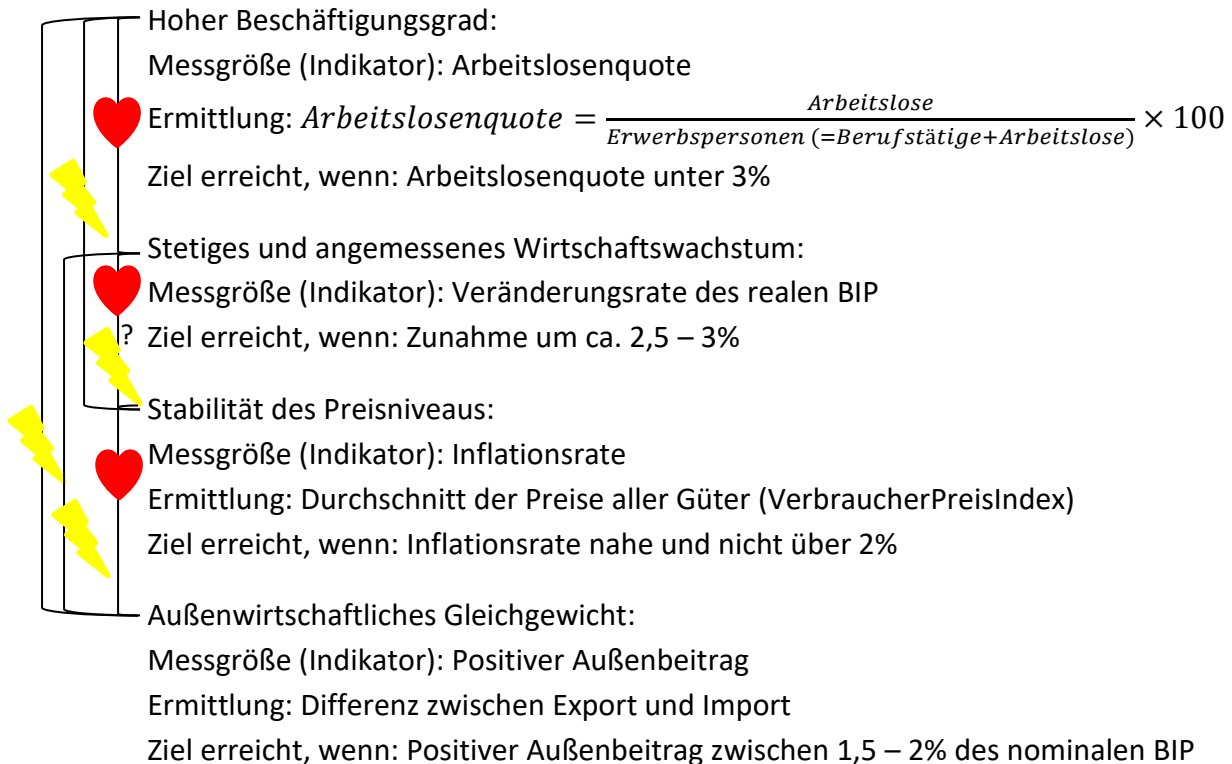 Hoher Beschäftigungsgrad:
Messgröße (Indikator): Arbeitslosenquote
Ermittlung: Arbeitslosenquote = Arbeitslose / Erwerbspersonen (=Berufstätige+Arbeitslose) × 100
Ziel erreicht, wenn: Arbeitslosenquote unter 3%
Stetiges und angemessenes Wirtschaftswachstum:
Messgröße (Indikator): Veränderungsrate des realen BIP
? Ziel erreicht, wenn: Zunahme um ca. 2,5 – 3%
Stabilität des Preisniveaus:
Messgröße (Indikator): Inflationsrate
Ermittlung: Durchschnitt der Preise aller Güter (VerbraucherPreisIndex)
Ziel erreicht, wenn: Inflationsrate nahe und nicht über 2%
Außenwirtschaftliches Gleichgewicht:
Messgröße (Indikator): Positiver Außenbeitrag
Ermittlung: Differenz zwischen Export und Import
Ziel erreicht, wenn: Positiver Außenbeitrag zwischen 1,5 – 2% des nominalen BIP